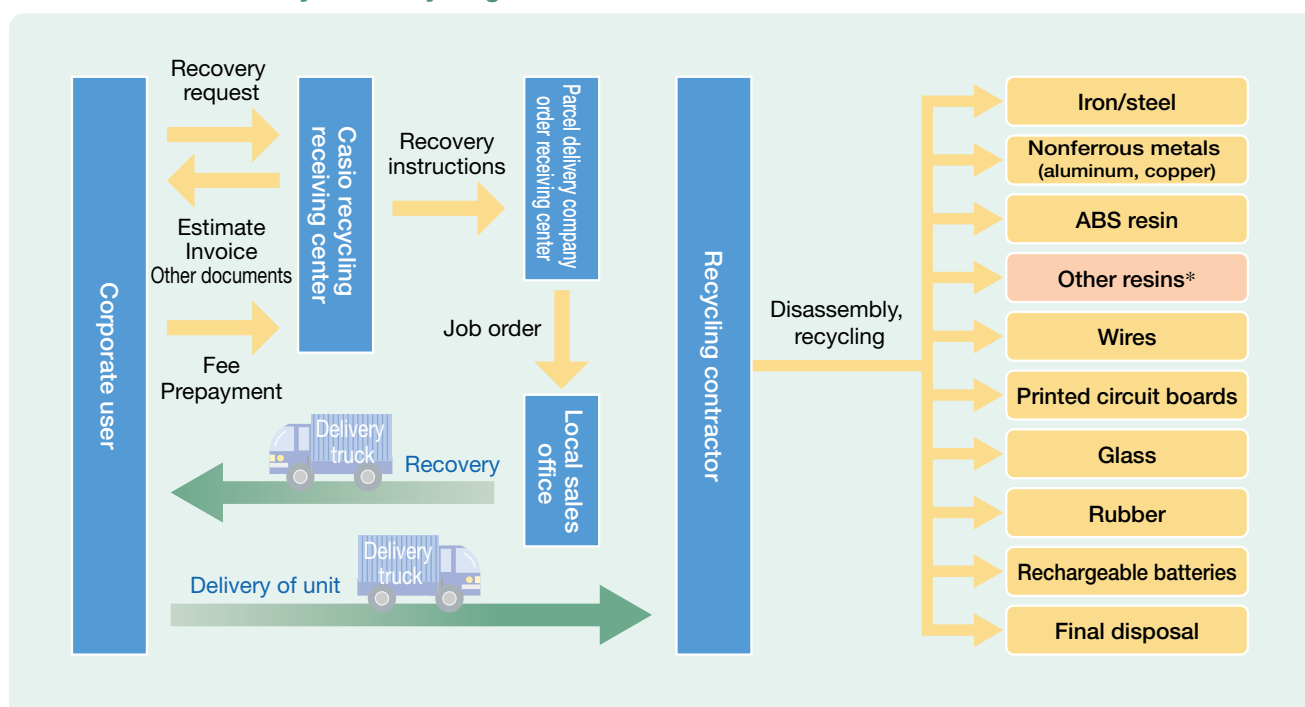 Recovery
request
Estimate
Invoice
Other documents
Fee
Prepayment
Corporate user
Casio recycling
receiving center
Recovery
instructions
Parcel delivery company
order receiving center
Job order
Local sales
office
Delivery
truck
Recovery
Delivery
truck
Delivery of unit
Recycling contractor
Disassembly,
recycling
Iron/steel
Nonferrous metals
(aluminum, copper)
ABS resin
Other resins*
Wires
Printed circuit boards
Glass
Rubber
Rechargeable batteries
Final disposal